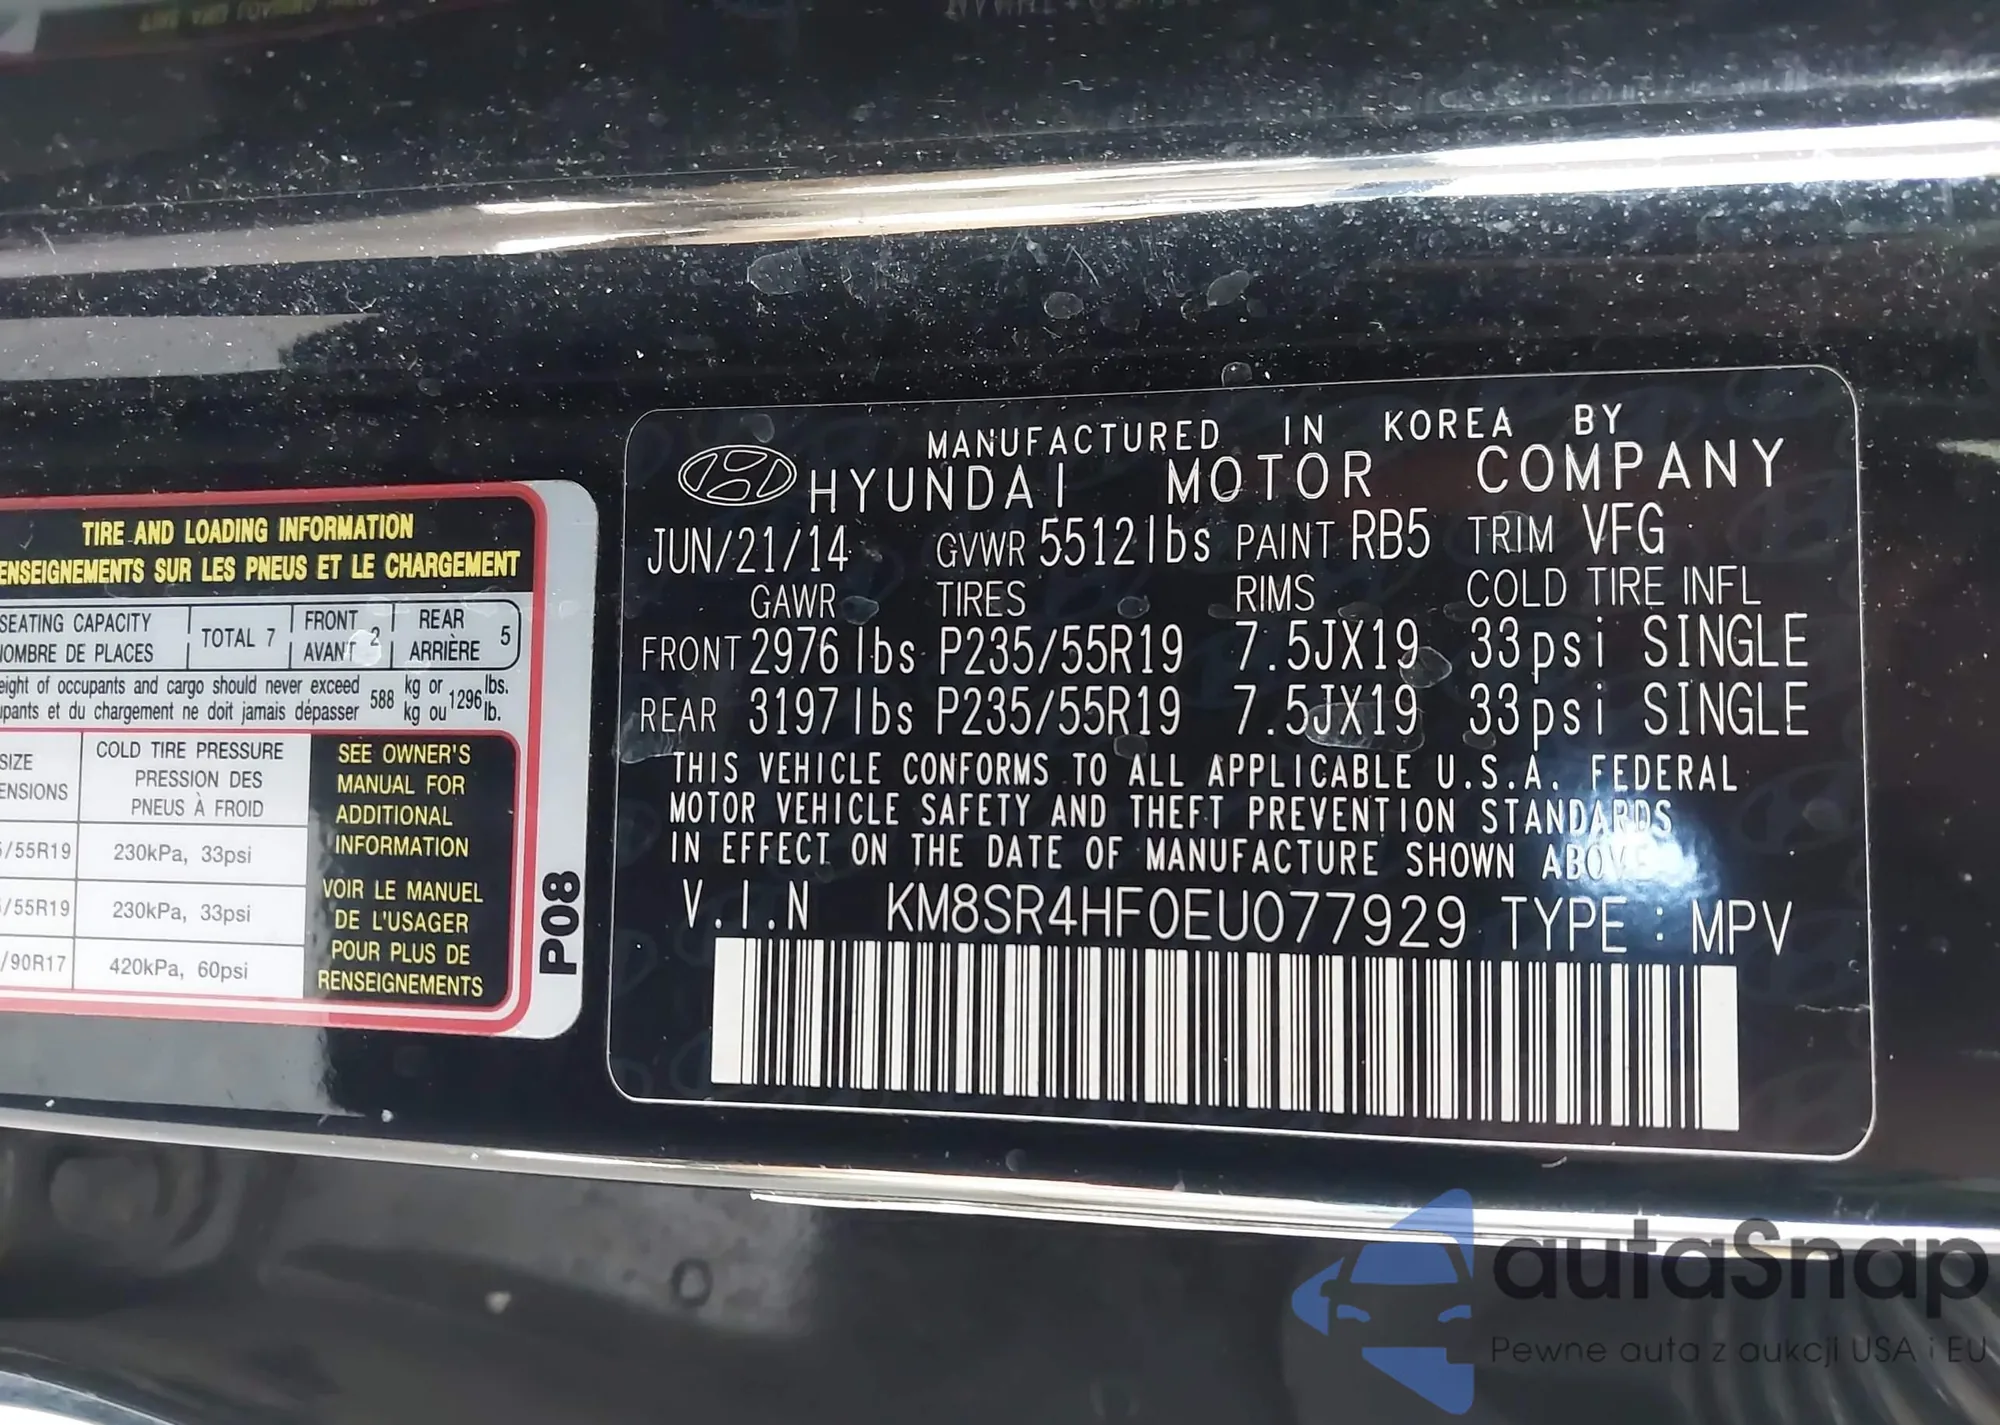 TIRE AND LOADING INFORMATION
ENSEIGNEMENTS SUR LES PNEUS ET LE CHARGEMENT
SEATING CAPACITY
NOMBRE DE PLACES
TOTAL 7
FRONT
AVANT 2
REAR
ARRIÈRE 5
eight of occupants and cargo should never exceed
upants et du chargement ne doit jamais dépasser
588 kg or 1296 lbs.
kg ou lb.
SIZE
ENSIONS
COLD TIRE PRESSURE
PRESSION DES
PNEUS À FROID
/55R19 230kPa, 33psi
/55R19 230kPa, 33psi
/90R17 420kPa, 60psi
SEE OWNER'S
MANUAL FOR
ADDITIONAL
INFORMATION
VOIR LE MANUEL
DE L'USAGER
POUR PLUS DE
RENSEIGNEMENTS
P08
MANUFACTURED IN KOREA BY
HYUNDAI MOTOR COMPANY
JUN/21/14 GVWR 5512lbs PAINT RB5 TRIM VFG
GAWR TIRES RIMS COLD TIRE INFL
FRONT 2976 lbs P235/55R19 7.5JX19 33psi SINGLE
REAR 3197 lbs P235/55R19 7.5JX19 33psi SINGLE
THIS VEHICLE CONFORMS TO ALL APPLICABLE U.S.A. FEDERAL
MOTOR VEHICLE SAFETY AND THEFT PREVENTION STANDARDS
IN EFFECT ON THE DATE OF MANUFACTURE SHOWN ABOVE
V.I.N KM8SR4HF0EU077929 TYPE : MPV
autaSnap
Pewne auta z aukcji USA i EU